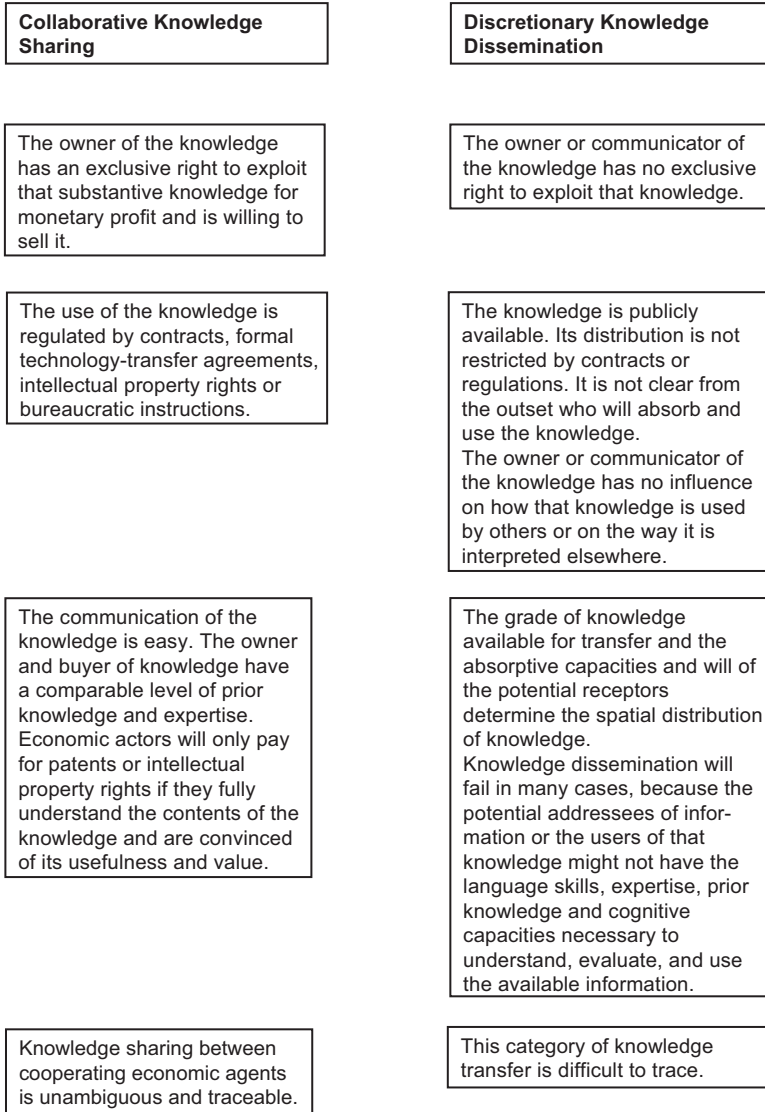 Collaborative Knowledge
Sharing
Discretionary Knowledge
Dissemination
The owner of the knowledge
has an exclusive right to exploit
that substantive knowledge for
monetary profit and is willing to
sell it.
The owner or communicator of
the knowledge has no exclusive
right to exploit that knowledge.
The use of the knowledge is
regulated by contracts, formal
technology-transfer agreements,
intellectual property rights or
bureaucratic instructions.
The knowledge is publicly
available. Its distribution is not
restricted by contracts or
regulations. It is not clear from
the outset who will absorb and
use the knowledge.
The owner or communicator of
the knowledge has no influence
on how that knowledge is used
by others or on the way it is
interpreted elsewhere.
The communication of the
knowledge is easy. The owner
and buyer of knowledge have
a comparable level of prior
knowledge and expertise.
Economic actors will only pay
for patents or intellectual
property rights if they fully
understand the contents of the
knowledge and are convinced
of its usefulness and value.
The grade of knowledge
available for transfer and the
absorptive capacities and will of
the potential receptors
determine the spatial distribution
of knowledge.
Knowledge dissemination will
fail in many cases, because the
potential addressees of infor-
mation or the users of that
knowledge might not have the
language skills, expertise, prior
knowledge and cognitive
capacities necessary to
understand, evaluate, and use
the available information.
Knowledge sharing between
cooperating economic agents
is unambiguous and traceable.
This category of knowledge
transfer is difficult to trace.